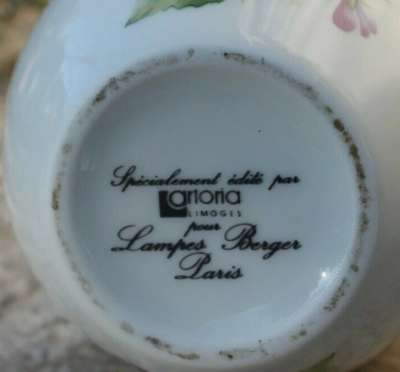 Spécialement édité par
artoria
LIMOGES
pour
Lampes Berger
Paris